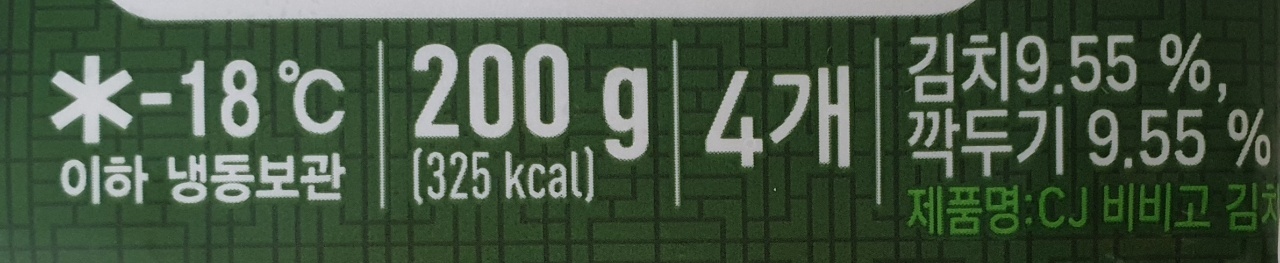 *-18℃
이하 냉동보관
200 g
(325 kcal)
4개
김치9.55 %,
깍두기 9.55 %
제품명:CJ 비비고